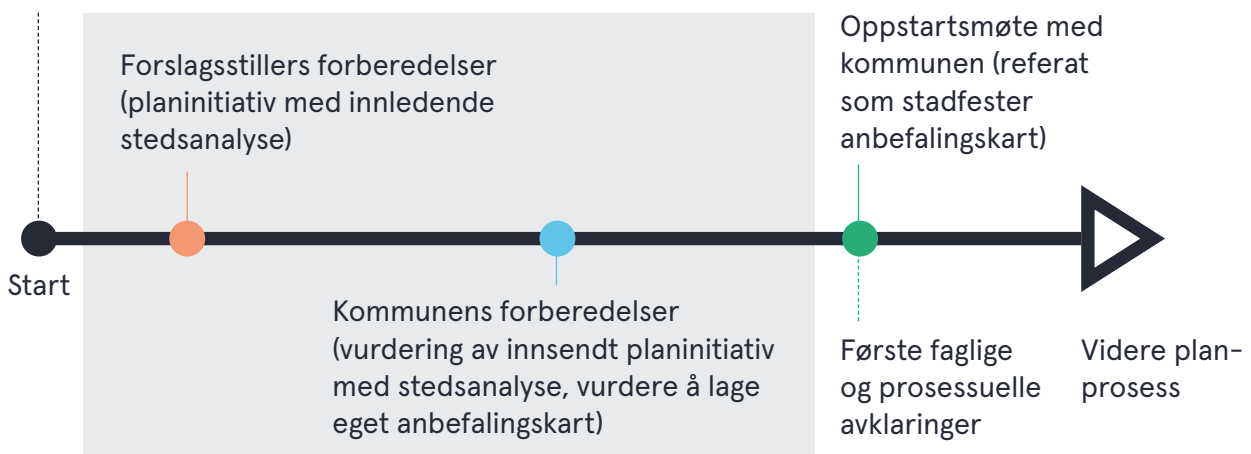 Forslagsstillers forberedelser
(planinitiativ med innledende
stedsanalyse)
Oppstartsmøte med
kommunen (referat
som stadfester
anbefalingskart)
Start
Kommunens forberedelser
(vurdering av innsendt planinitiativ
med stedsanalyse, vurdere å lage
eget anbefalingskart)
Første faglige
og prosessuelle
avklaringer
Videre plan-
prosess